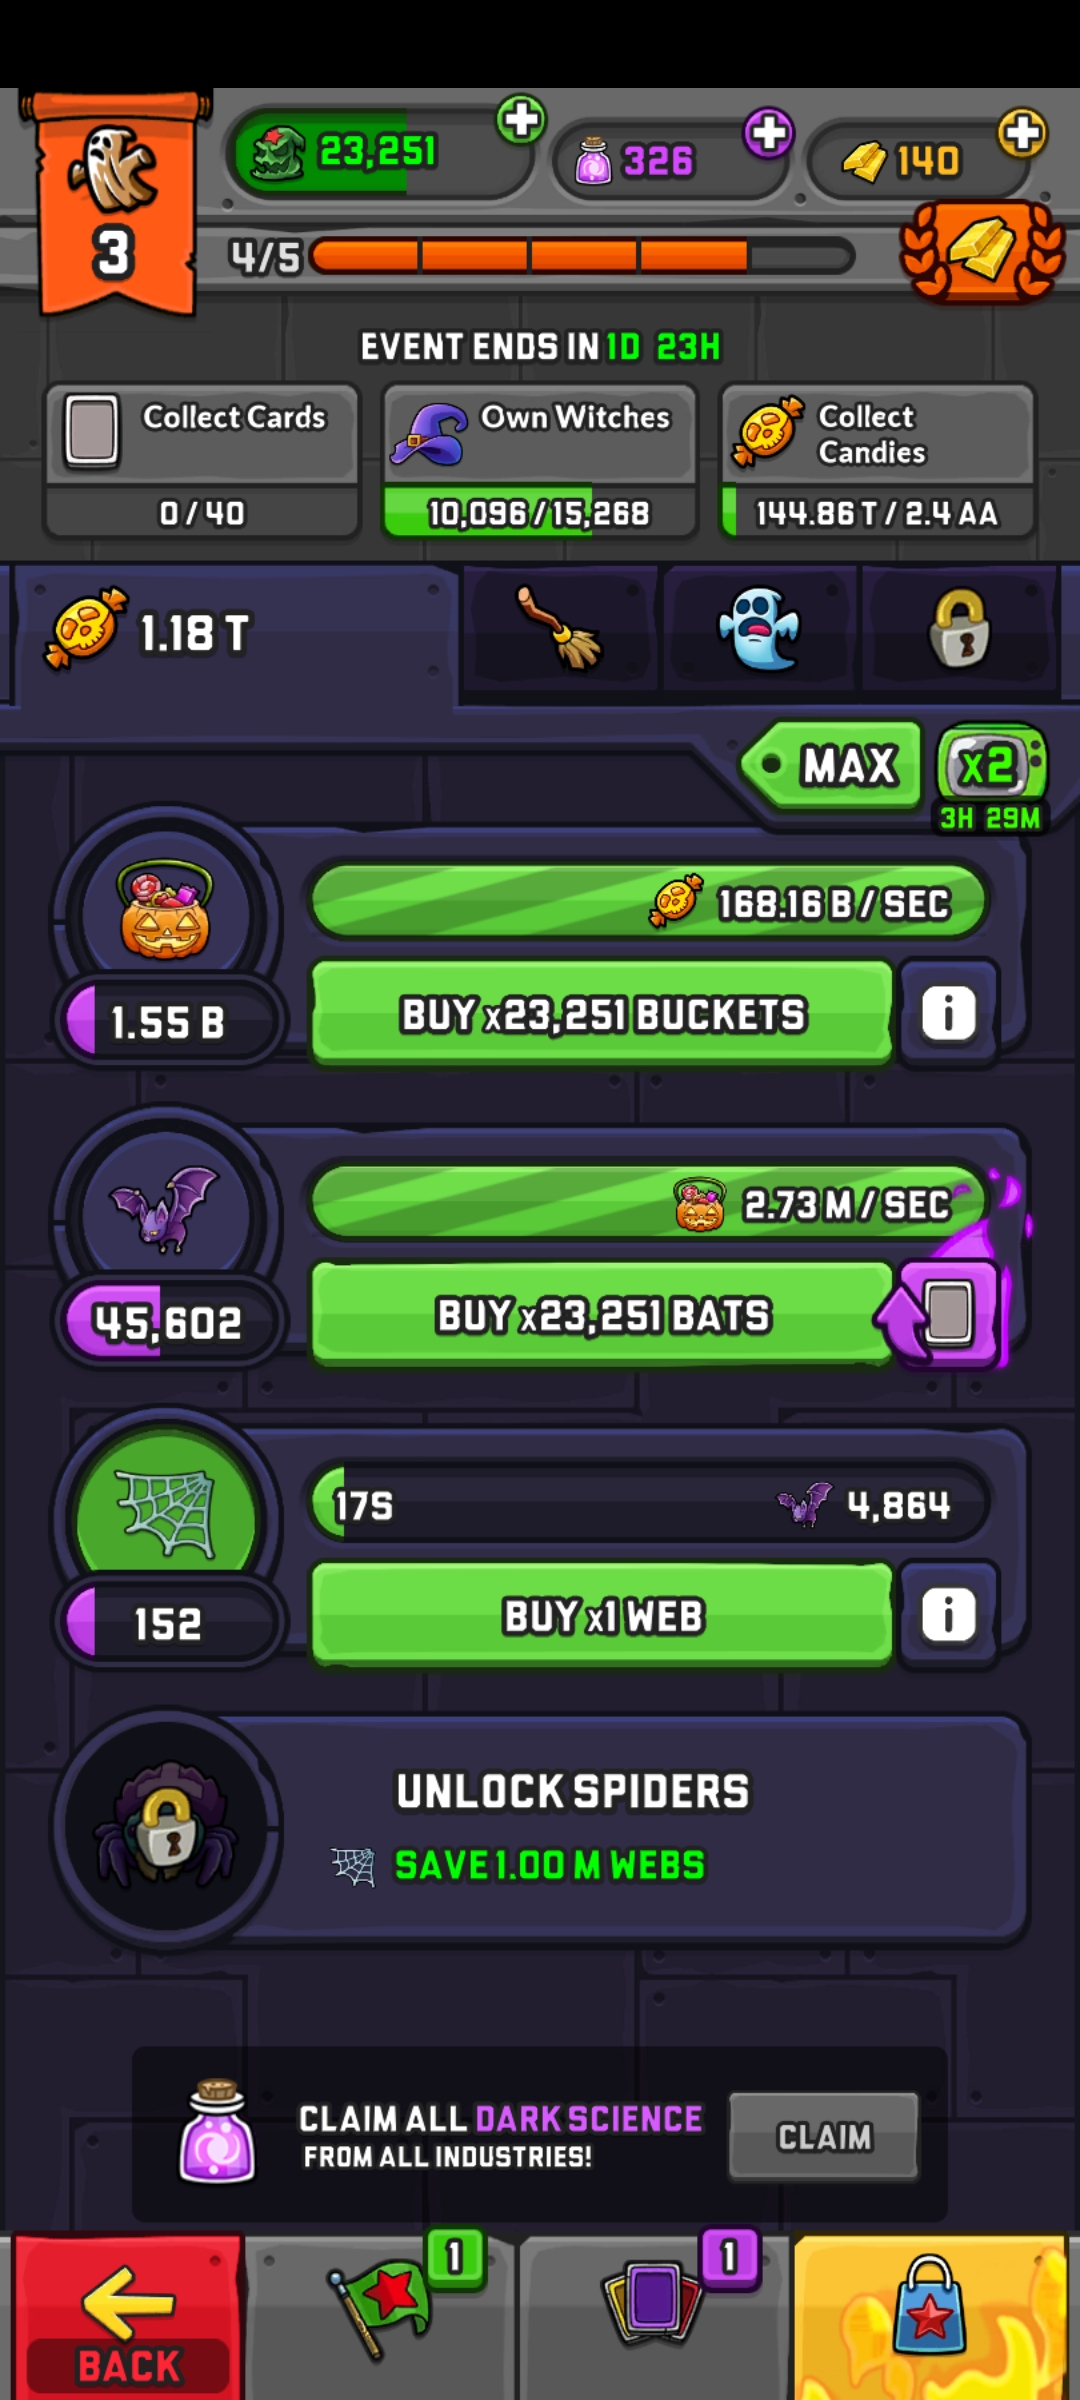 23,251
326
140
3
4/5
EVENT ENDS IN 1D 23H
Collect Cards
0 / 40
Own Witches
10,096/15,268
Collect
Candies
144.86 T / 2.4 AA
1.18 T
MAX
x2
3H 29M
168.16 B / SEC
1.55 B
BUY x23,251 BUCKETS
i
2.73 M / SEC
45,602
BUY x23,251 BATS
17S
4,864
152
BUY x1 WEB
i
UNLOCK SPIDERS
SAVE 1.00 M WEBS
CLAIM ALL DARK SCIENCE
FROM ALL INDUSTRIES!
CLAIM
1
1
BACK